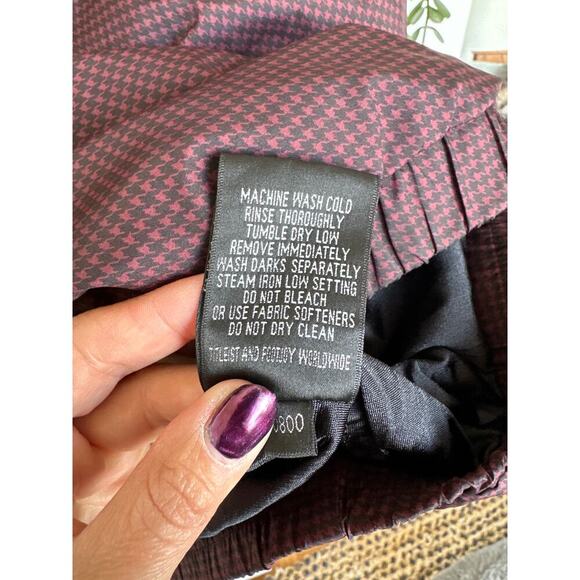 MACHINE WASH COLD
RINSE THOROUGHLY
TUMBLE DRY LOW
REMOVE IMMEDIATELY
WASH DARKS SEPARATELY
STEAM IRON LOW SETTING
DO NOT BLEACH
OR USE FABRIC SOFTENERS
DO NOT DRY CLEAN
TITLEIST AND FOOTJOY WORLDWIDE